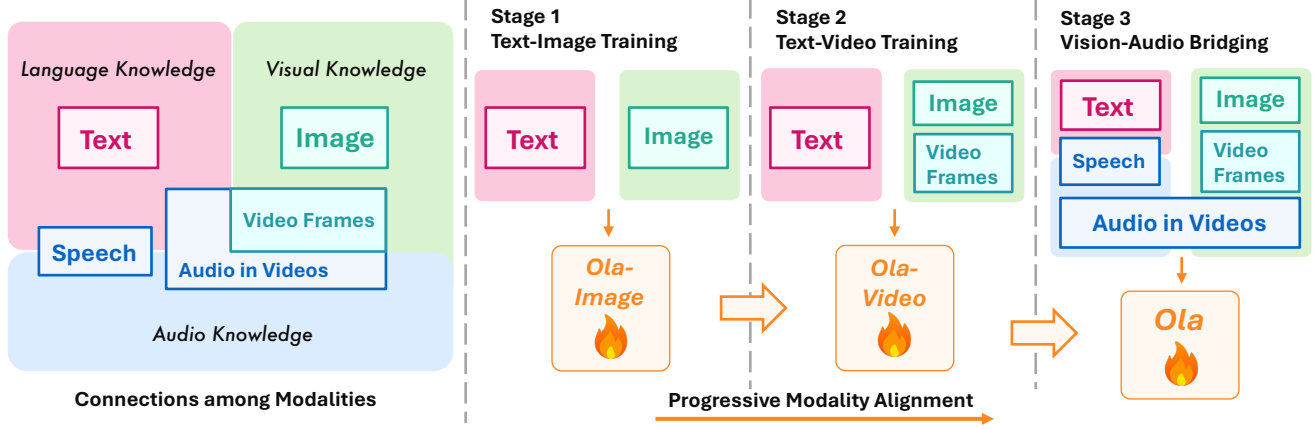 Language Knowledge
Visual Knowledge
Text
Image
Video Frames
Speech
Audio in Videos
Audio Knowledge
Connections among Modalities
Stage 1
Text-Image Training
Text
Image
Ola-
Image
Stage 2
Text-Video Training
Text
Image
Video
Frames
Ola-
Video
Stage 3
Vision-Audio Bridging
Text
Image
Speech
Video
Frames
Audio in Videos
Ola
Progressive Modality Alignment